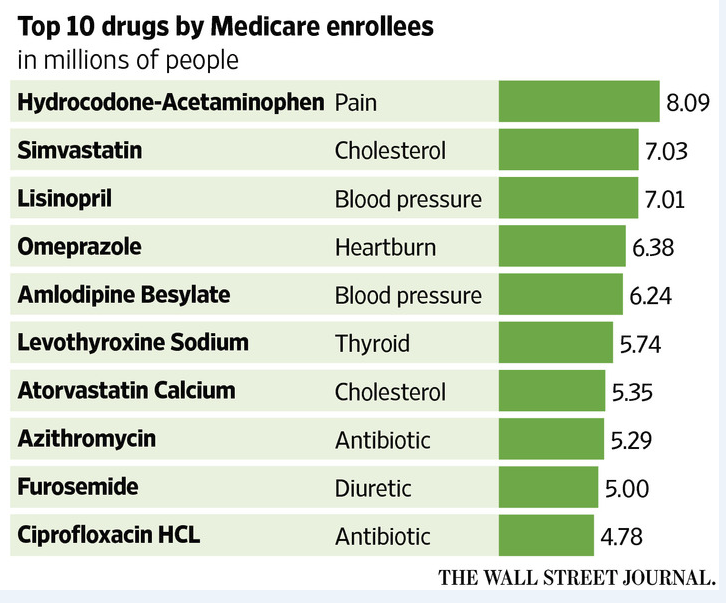 Top 10 drugs by Medicare enrollees
in millions of people
Hydrocodone-Acetaminophen Pain 8.09
Simvastatin Cholesterol 7.03
Lisinopril Blood pressure 7.01
Omeprazole Heartburn 6.38
Amlodipine Besylate Blood pressure 6.24
Levothyroxine Sodium Thyroid 5.74
Atorvastatin Calcium Cholesterol 5.35
Azithromycin Antibiotic 5.29
Furosemide Diuretic 5.00
Ciprofloxacin HCL Antibiotic 4.78
THE WALL STREET JOURNAL.